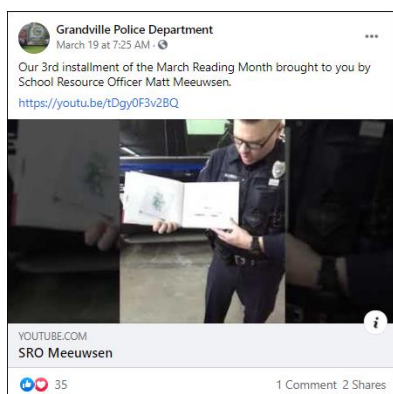 Grandville Police Department
March 19 at 7:25 AM ·
Our 3rd installment of the March Reading Month brought to you by
School Resource Officer Matt Meeuwsen.
https://youtu.be/tDgy0F3v2BQ
i
YOUTUBE.COM
SRO Meeuwsen
35
1 Comment 2 Shares